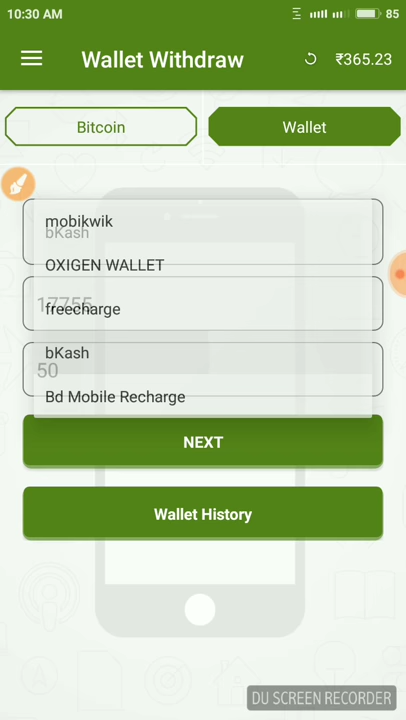 10:30 AM
85
Wallet Withdraw
₹365.23
Bitcoin
Wallet
mobikwik
bKash
OXIGEN WALLET
17755
freecharge
bKash
50
Bd Mobile Recharge
NEXT
Wallet History
DU SCREEN RECORDER